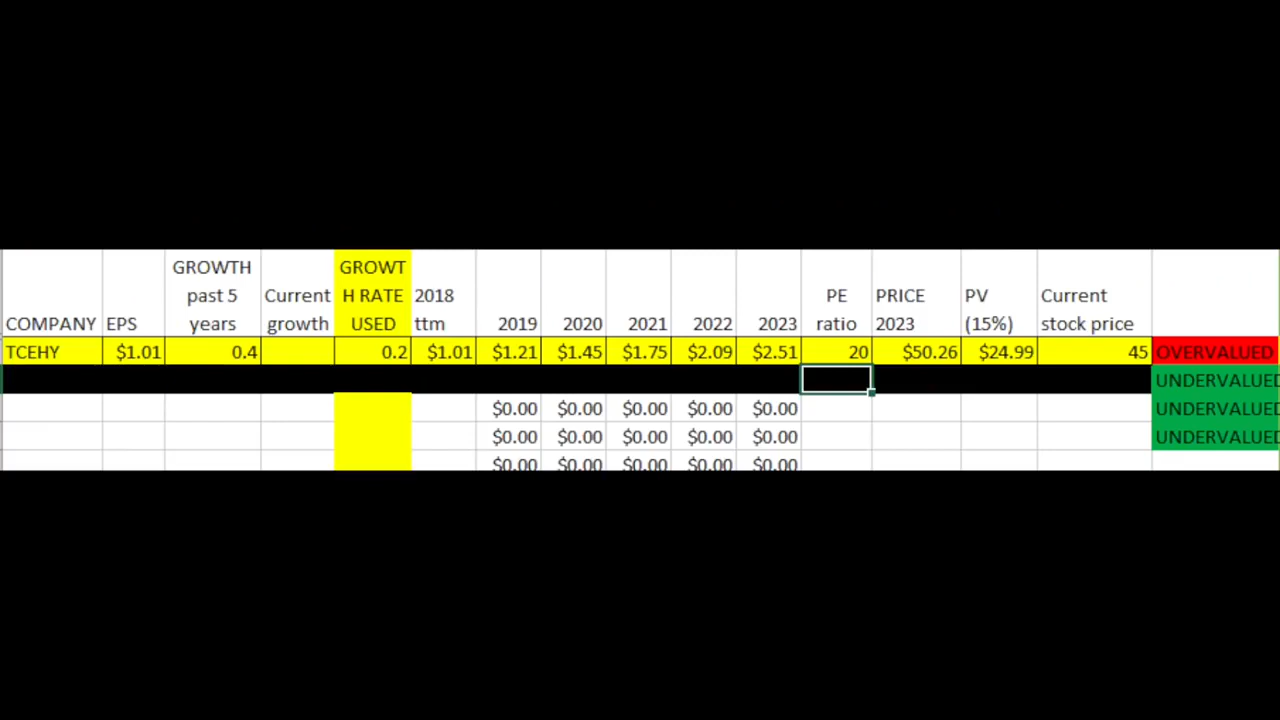 GROWTH GROWT
past 5 Current H RATE 2018 PE PRICE PV Current
COMPANY EPS years growth USED ttm 2019 2020 2021 2022 2023 ratio 2023 (15%) stock price
TCEHY $1.01 0.4 0.2 $1.01 $1.21 $1.45 $1.75 $2.09 $2.51 20 $50.26 $24.99 45 OVERVALUED
UNDERVALUED
$0.00 $0.00 $0.00 $0.00 $0.00 UNDERVALUED
$0.00 $0.00 $0.00 $0.00 $0.00 UNDERVALUED
$0.00 $0.00 $0.00 $0.00 $0.00